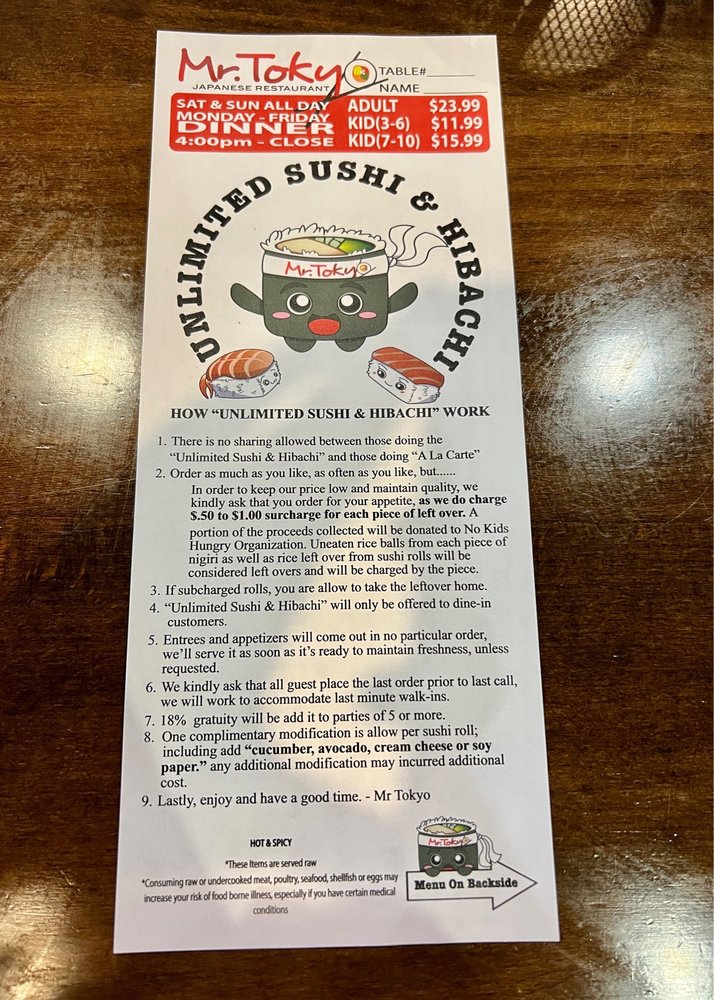 Mr. Tokyo
JAPANESE RESTAURANT
TABLE#______
NAME ______
SAT & SUN ALL DAY
MONDAY - FRIDAY
DINNER
4:00pm - CLOSE
ADULT $23.99
KID(3-6) $11.99
KID(7-10) $15.99
UNLIMITED SUSHI & HIBACHI
Mr.Tokyo
HOW “UNLIMITED SUSHI & HIBACHI” WORK
1. There is no sharing allowed between those doing the
“Unlimited Sushi & Hibachi” and those doing “A La Carte”
2. Order as much as you like, as often as you like, but......
In order to keep our price low and maintain quality, we
kindly ask that you order for your appetite, as we do charge
$.50 to $1.00 surcharge for each piece of left over. A
portion of the proceeds collected will be donated to No Kids
Hungry Organization. Uneaten rice balls from each piece of
nigiri as well as rice left over from sushi rolls will be
considered left overs and will be charged by the piece.
3. If subcharged rolls, you are allow to take the leftover home.
4. “Unlimited Sushi & Hibachi” will only be offered to dine-in
customers.
5. Entrees and appetizers will come out in no particular order,
we’ll serve it as soon as it’s ready to maintain freshness, unless
requested.
6. We kindly ask that all guest place the last order prior to last call,
we will work to accommodate last minute walk-ins.
7. 18% gratuity will be add it to parties of 5 or more.
8. One complimentary modification is allow per sushi roll;
including add “cucumber, avocado, cream cheese or soy
paper.” any additional modification may incurred additional
cost.
9. Lastly, enjoy and have a good time. - Mr Tokyo
HOT & SPICY
*These Items are served raw
*Consuming raw or undercooked meat, poultry, seafood, shellfish or eggs may
increase your risk of food borne illness, especially if you have certain medical
conditions
Mr.Tokyo
Menu On Backside